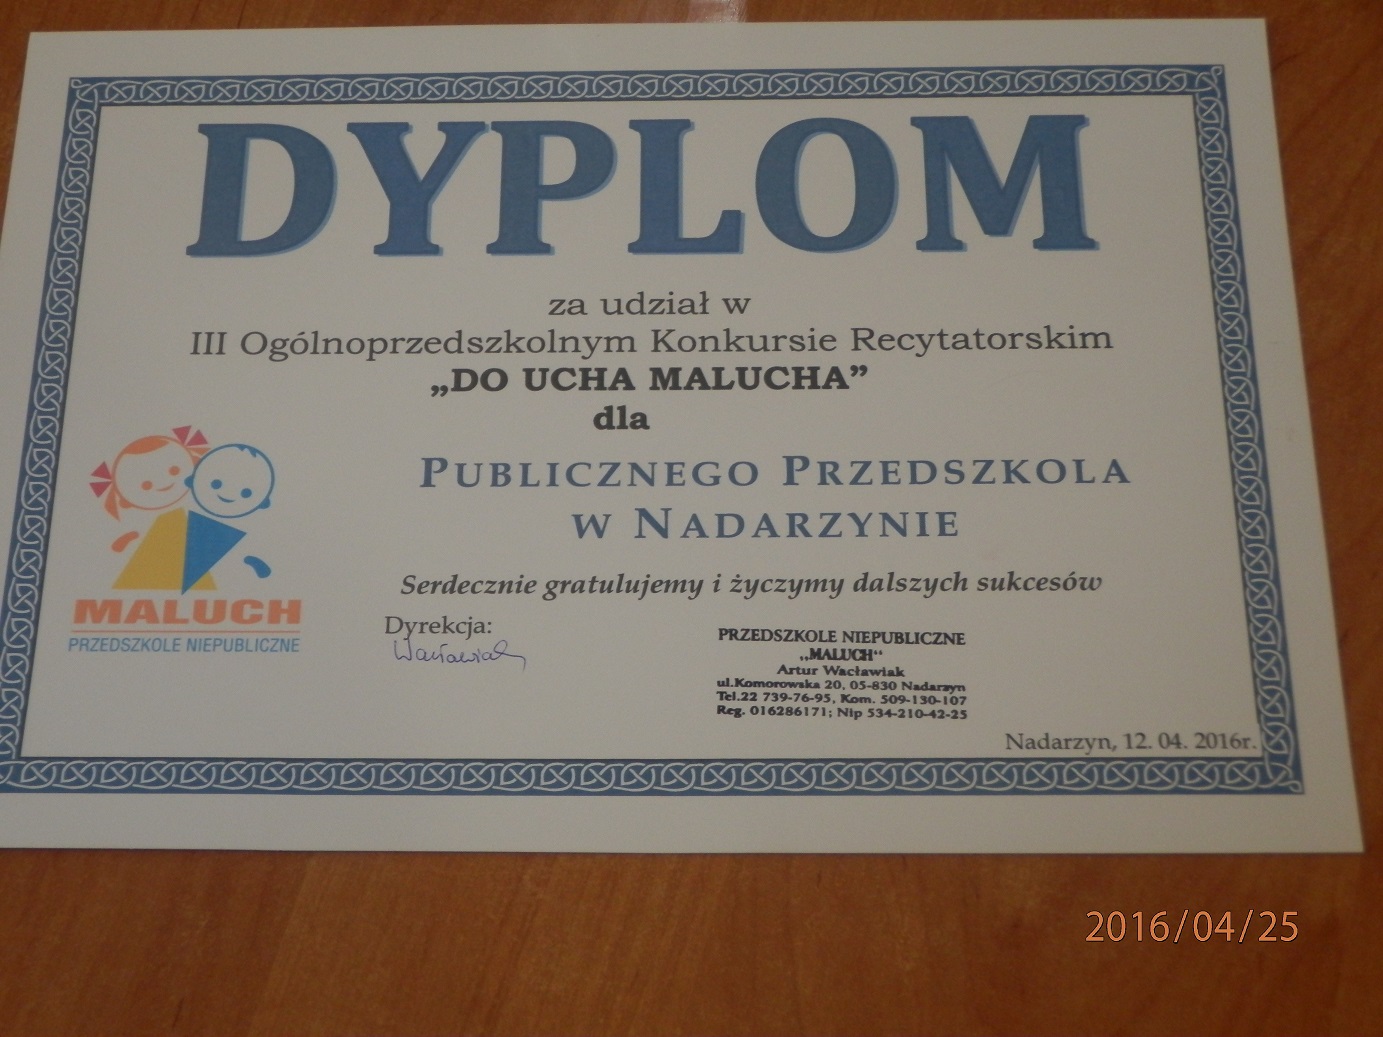 DYPLOM
za udział w
III Ogólnoprzedszkolnym Konkursie Recytatorskim
„DO UCHA MALUCHA”
dla
PUBLICZNEGO PRZEDSZKOLA
W NADARZYNIE
Serdecznie gratulujemy i życzymy dalszych sukcesów
MALUCH
PRZEDSZKOLE NIEPUBLICZNE
Dyrekcja:
Wacławiak
PRZEDSZKOLE NIEPUBLICZNE
„MALUCH“
Artur Wacławiak
ul.Komorowska 20, 05-830 Nadarzyn
Tel.22 739-76-95, Kom. 509-130-107
Reg. 016286171; Nip 534-210-42-25
Nadarzyn, 12. 04. 2016r.
2016/04/25